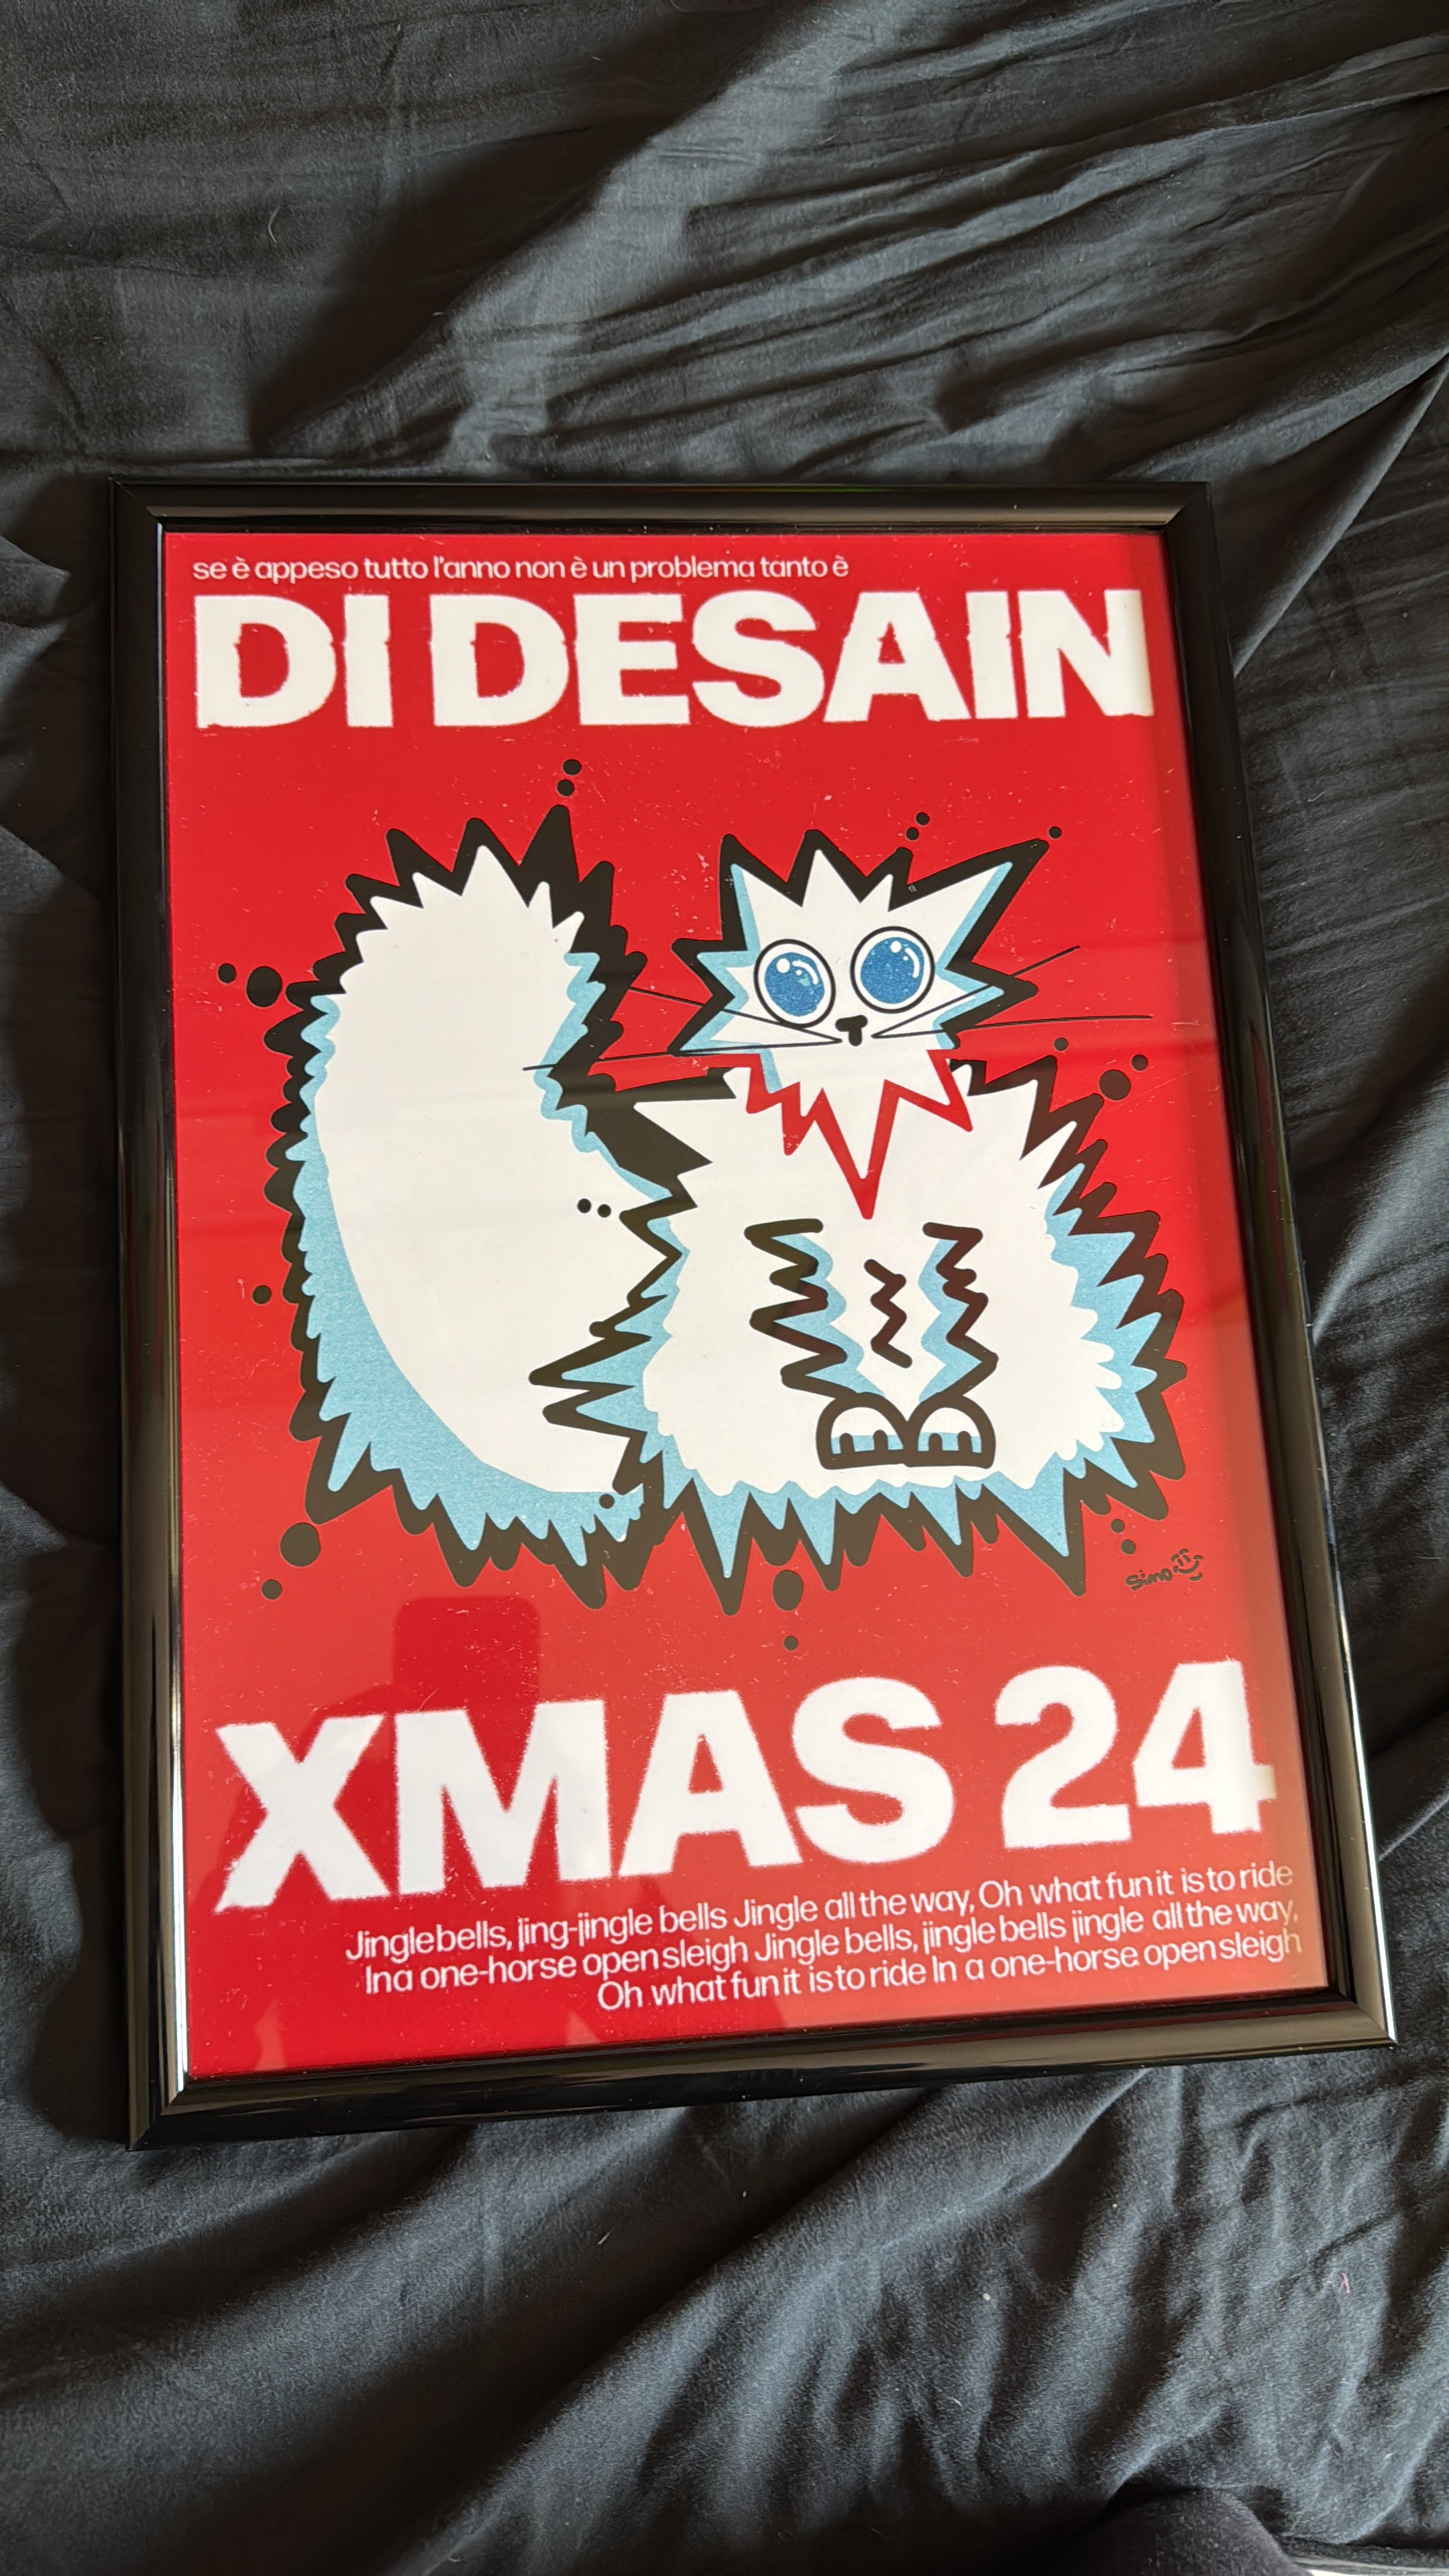 se è appeso tutto l'anno non è un problema tanto è
DI DESAIN
simo
XMAS 24
Jingle bells, jing-jingle bells Jingle all the way, Oh what fun it is to ride
In a one-horse open sleigh Jingle bells, jingle bells jingle all the way,
Oh what fun it is to ride In a one-horse open sleigh